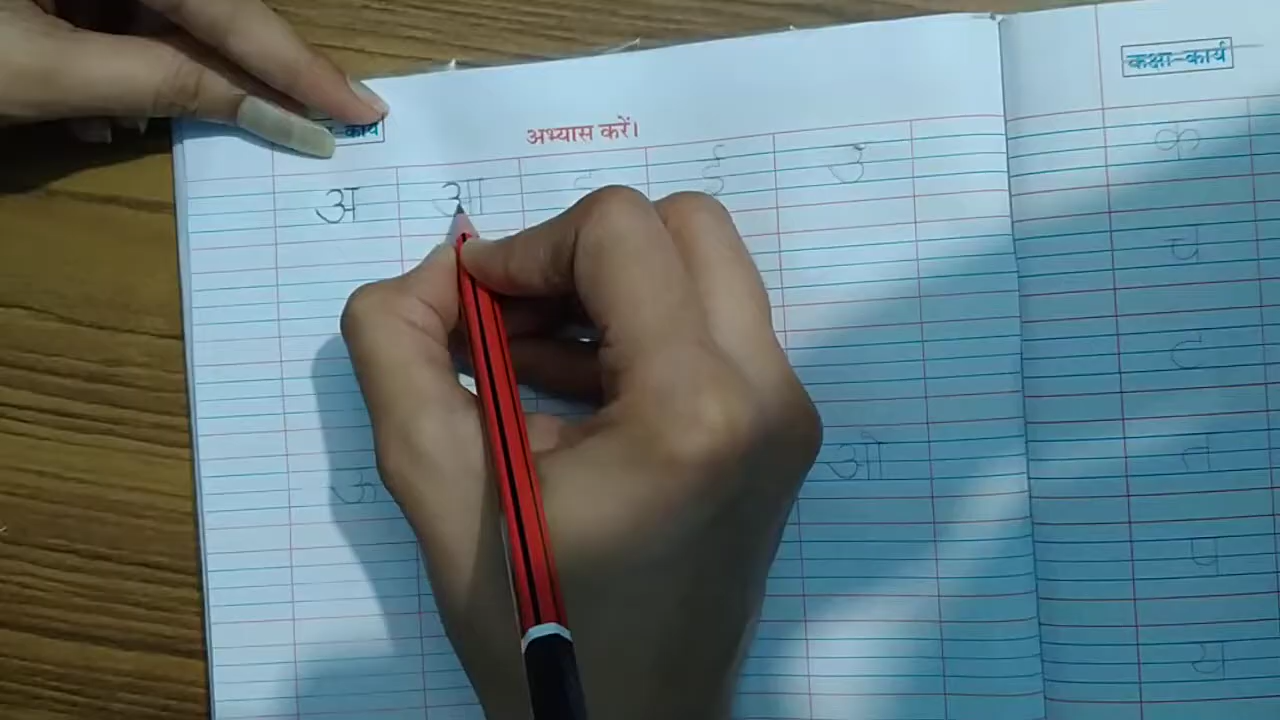 कक्षा-कार्य
-कार्य
अभ्यास करें।
अ आ ई उ
क
च
ट
ऊ ओ
त
प
य